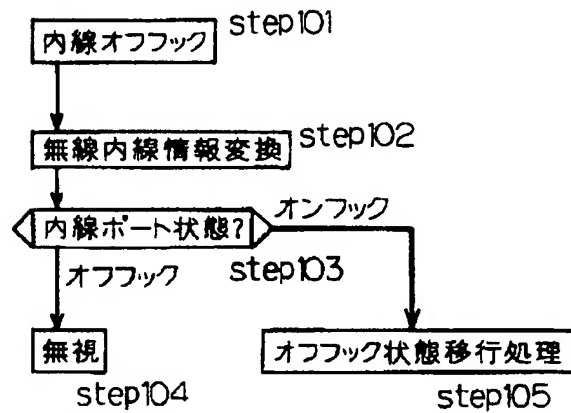 内線オフフック
step101
無線内線情報変換
step102
内線ポート状態?
オンフック
step103
オフフック
無視
step104
オフフック状態移行処理
step105